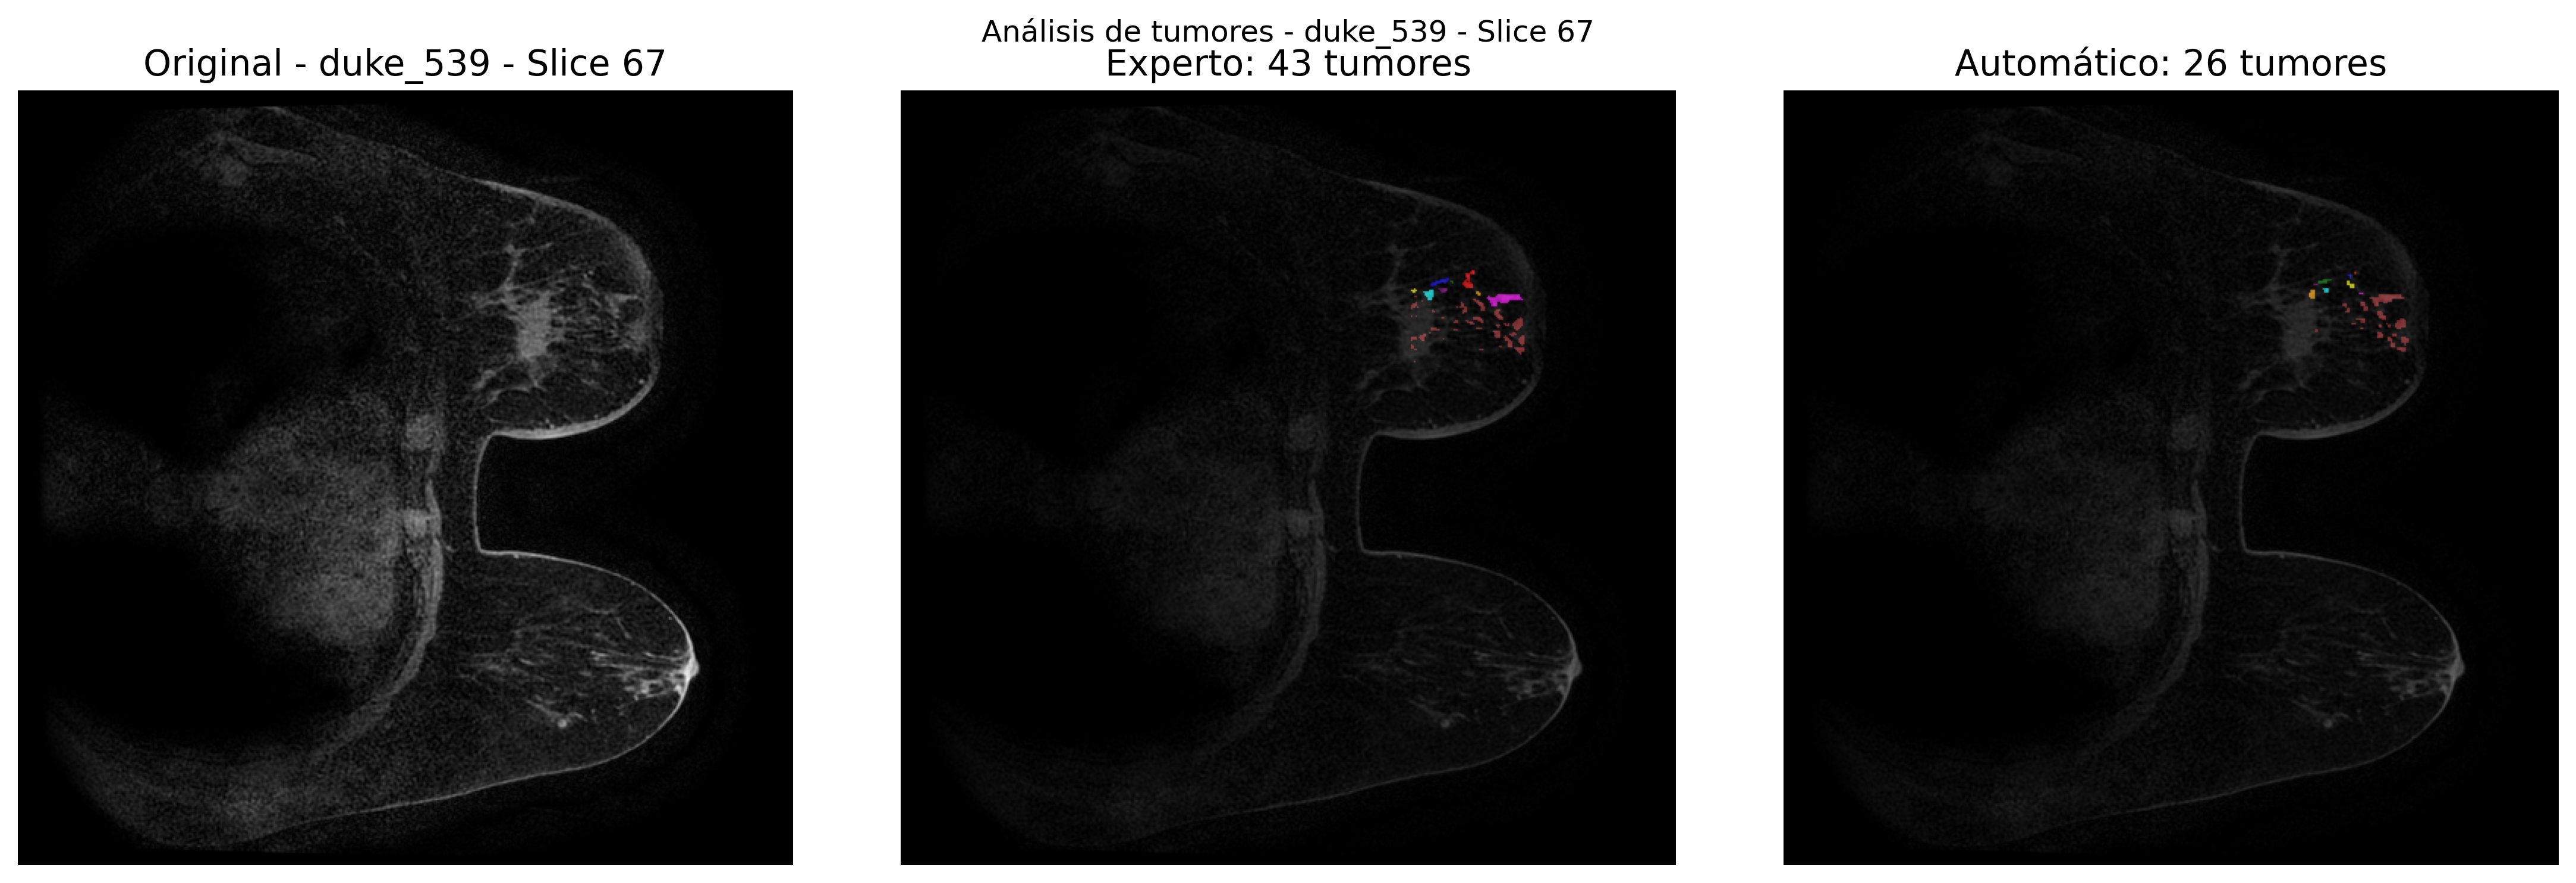 Análisis de tumores - duke_539 - Slice 67
Original - duke_539 - Slice 67
Experto: 43 tumores
Automático: 26 tumores